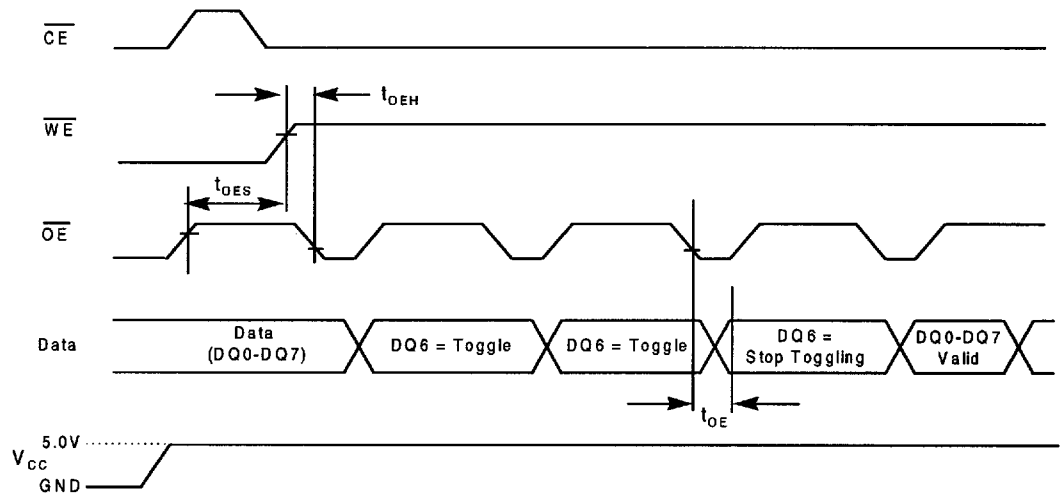 CE
tOEH
WE
tOES
OE
Data
Data
(DQ0-DQ7)
DQ6 = Toggle
DQ6 = Toggle
DQ6 =
Stop Toggling
DQ0-DQ7
Valid
tOE
5.0V
VCC
GND